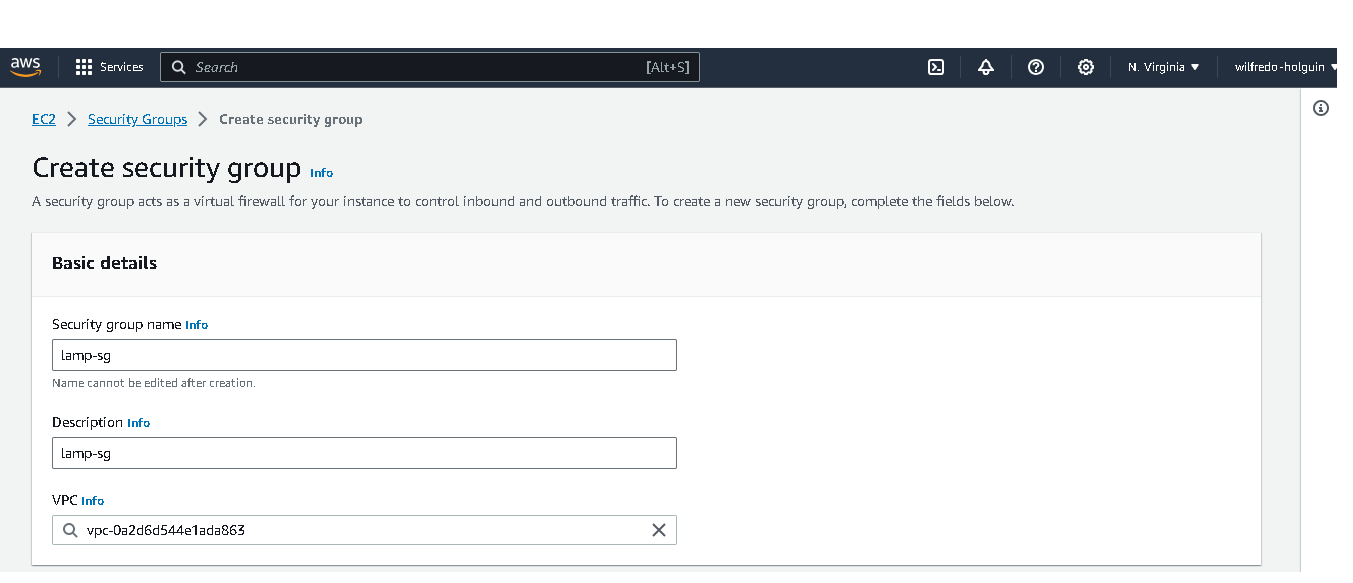 aws Services Search [Alt+S] N. Virginia wilfredo-holguin
EC2 Security Groups Create security group
Create security group Info
A security group acts as a virtual firewall for your instance to control inbound and outbound traffic. To create a new security group, complete the fields below.
Basic details
Security group name Info
lamp-sg
Name cannot be edited after creation.
Description Info
lamp-sg
VPC Info
vpc-0a2d6d544e1ada863